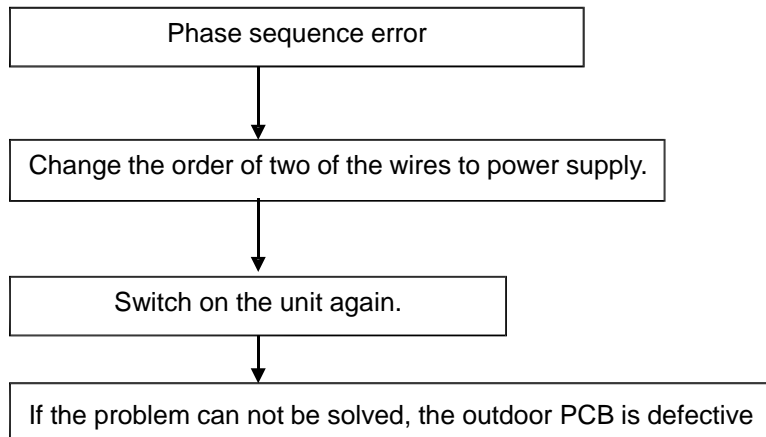 Phase sequence error
Change the order of two of the wires to power supply.
Switch on the unit again.
If the problem can not be solved, the outdoor PCB is defective